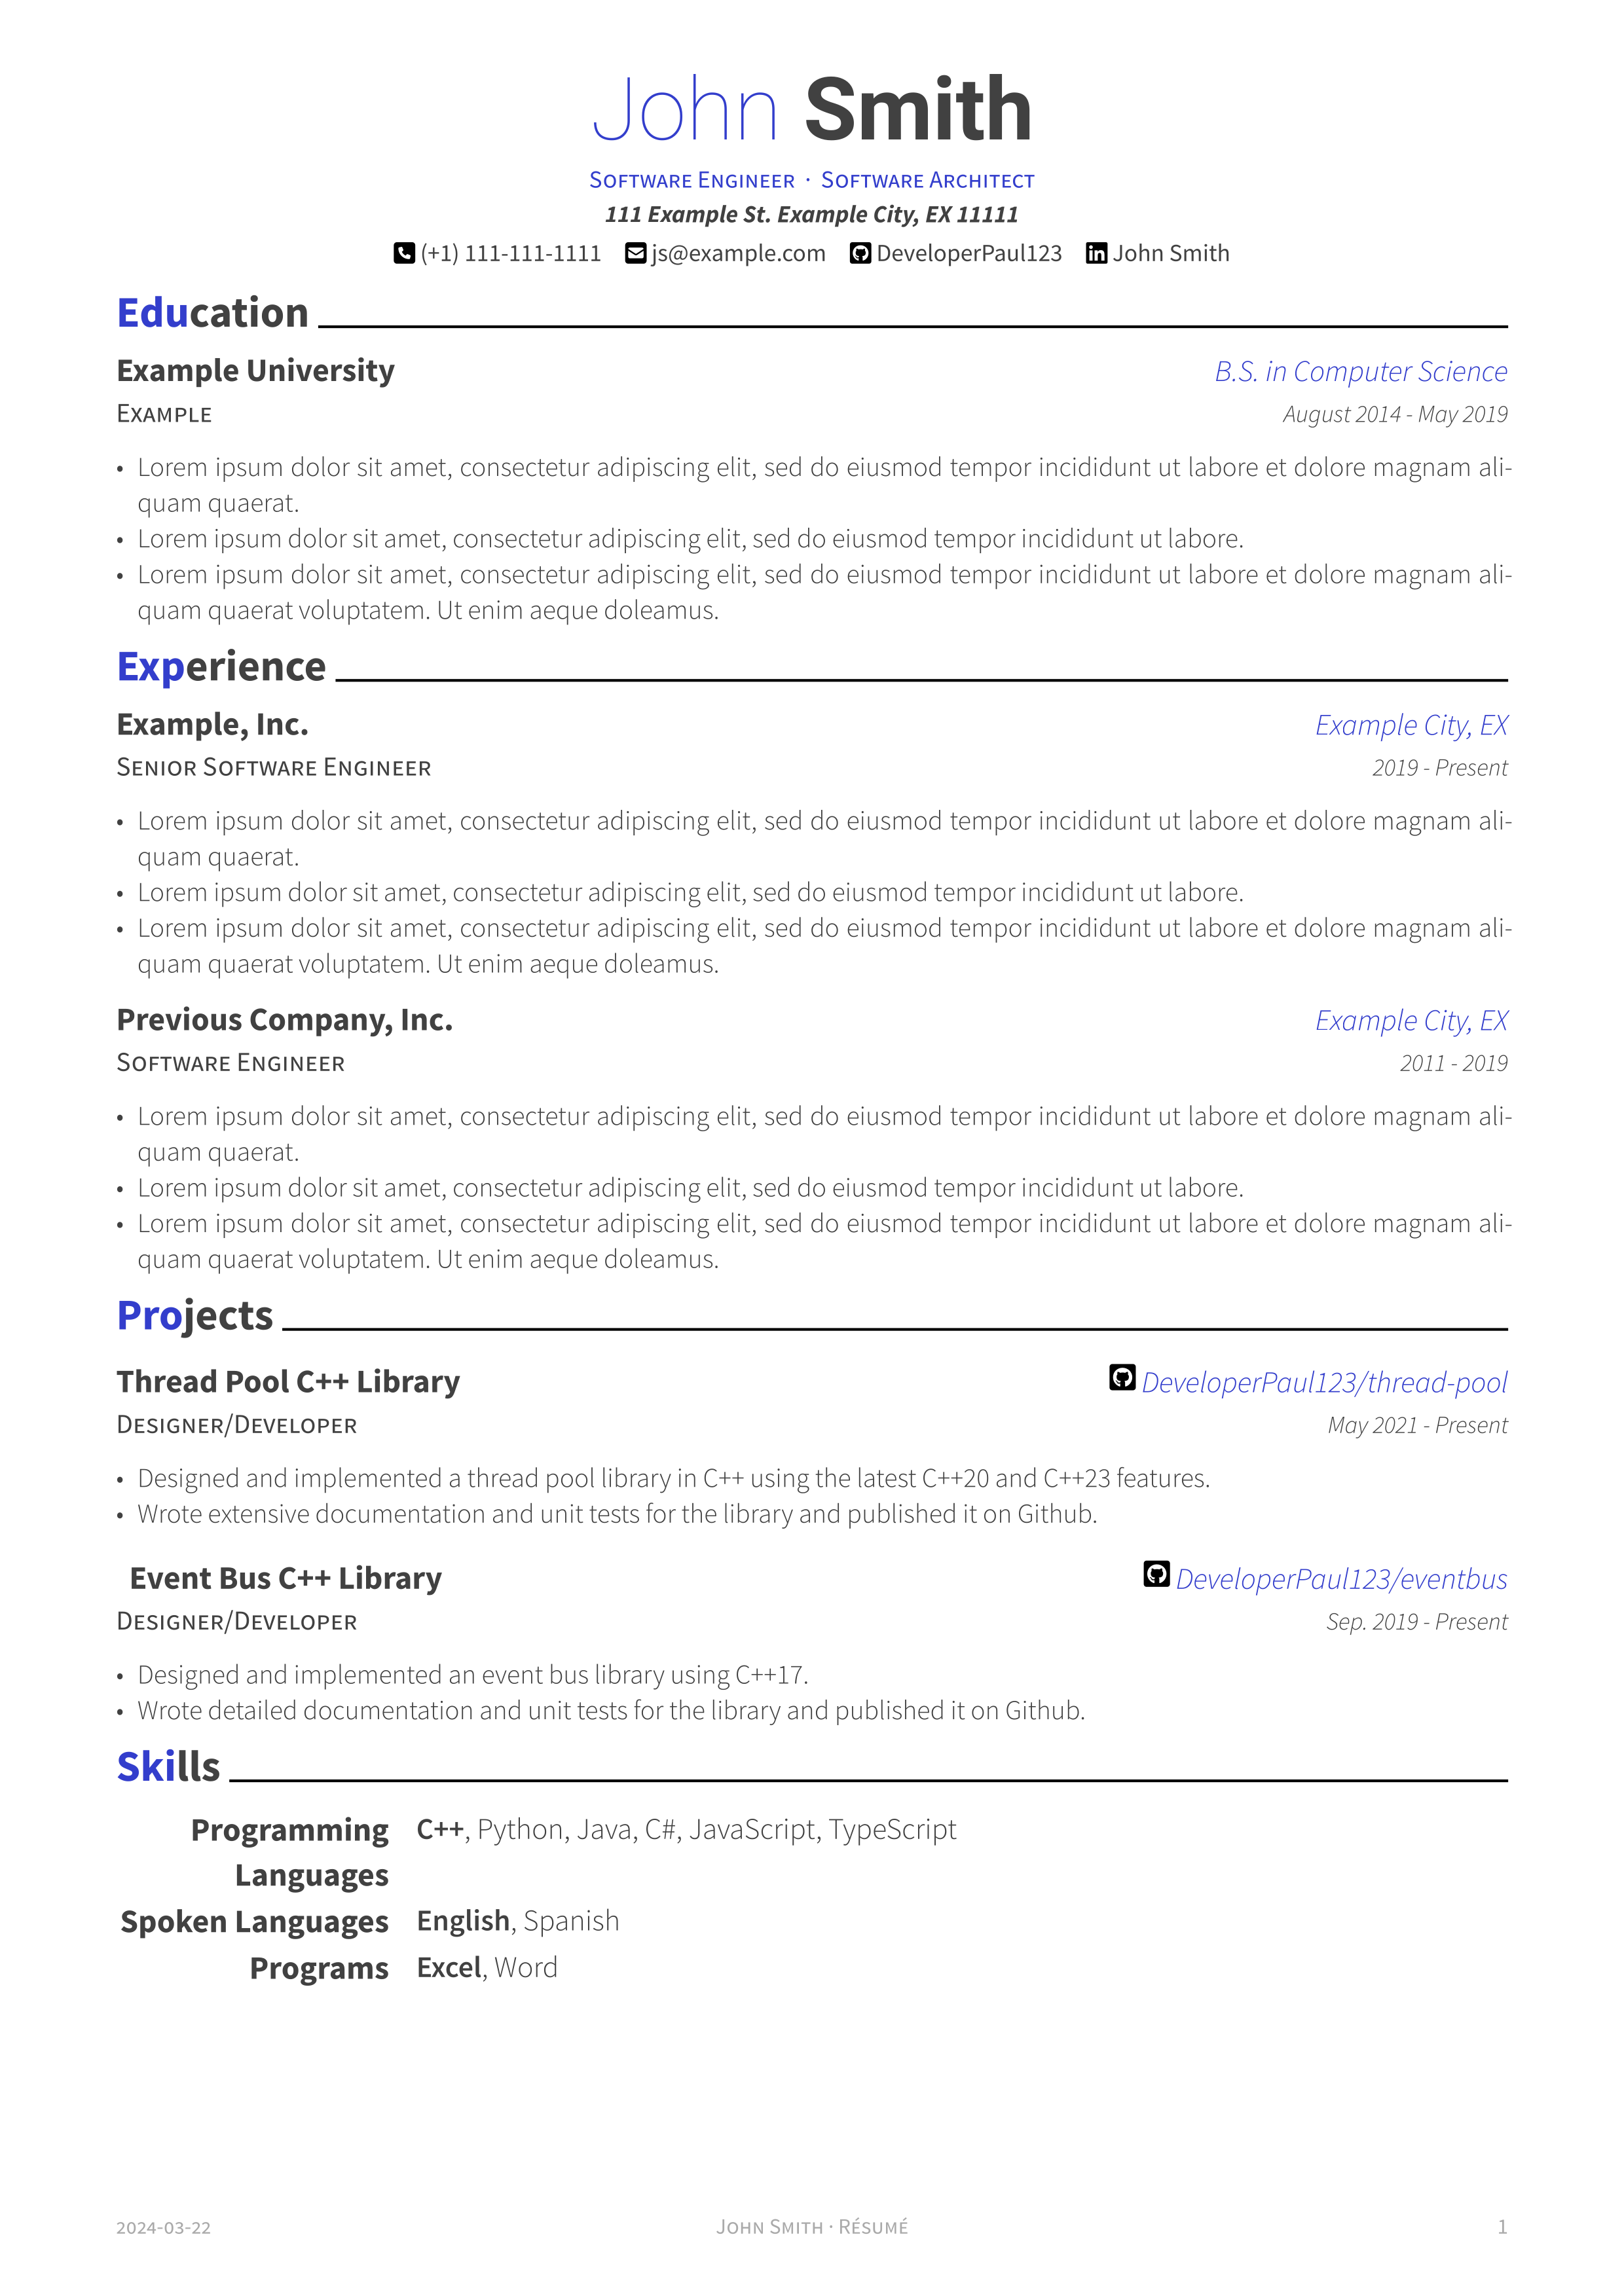 John Smith
Software Engineer · Software Architect
111 Example St. Example City, EX 11111
(+1) 111-111-1111 js@example.com DeveloperPaul123 John Smith
Education
Example University B.S. in Computer Science
Example August 2014 - May 2019
• Lorem ipsum dolor sit amet, consectetur adipiscing elit, sed do eiusmod tempor incididunt ut labore et dolore magnam ali-
quam quaerat.
• Lorem ipsum dolor sit amet, consectetur adipiscing elit, sed do eiusmod tempor incididunt ut labore.
• Lorem ipsum dolor sit amet, consectetur adipiscing elit, sed do eiusmod tempor incididunt ut labore et dolore magnam ali-
quam quaerat voluptatem. Ut enim aeque doleamus.
Experience
Example, Inc. Example City, EX
Senior Software Engineer 2019 - Present
• Lorem ipsum dolor sit amet, consectetur adipiscing elit, sed do eiusmod tempor incididunt ut labore et dolore magnam ali-
quam quaerat.
• Lorem ipsum dolor sit amet, consectetur adipiscing elit, sed do eiusmod tempor incididunt ut labore.
• Lorem ipsum dolor sit amet, consectetur adipiscing elit, sed do eiusmod tempor incididunt ut labore et dolore magnam ali-
quam quaerat voluptatem. Ut enim aeque doleamus.
Previous Company, Inc. Example City, EX
Software Engineer 2011 - 2019
• Lorem ipsum dolor sit amet, consectetur adipiscing elit, sed do eiusmod tempor incididunt ut labore et dolore magnam ali-
quam quaerat.
• Lorem ipsum dolor sit amet, consectetur adipiscing elit, sed do eiusmod tempor incididunt ut labore.
• Lorem ipsum dolor sit amet, consectetur adipiscing elit, sed do eiusmod tempor incididunt ut labore et dolore magnam ali-
quam quaerat voluptatem. Ut enim aeque doleamus.
Projects
Thread Pool C++ Library DeveloperPaul123/thread-pool
Designer/Developer May 2021 - Present
• Designed and implemented a thread pool library in C++ using the latest C++20 and C++23 features.
• Wrote extensive documentation and unit tests for the library and published it on Github.
Event Bus C++ Library DeveloperPaul123/eventbus
Designer/Developer Sep. 2019 - Present
• Designed and implemented an event bus library using C++17.
• Wrote detailed documentation and unit tests for the library and published it on Github.
Skills
Programming C++, Python, Java, C#, JavaScript, TypeScript
Languages
Spoken Languages English, Spanish
Programs Excel, Word
2024-03-22 John Smith · Résumé 1